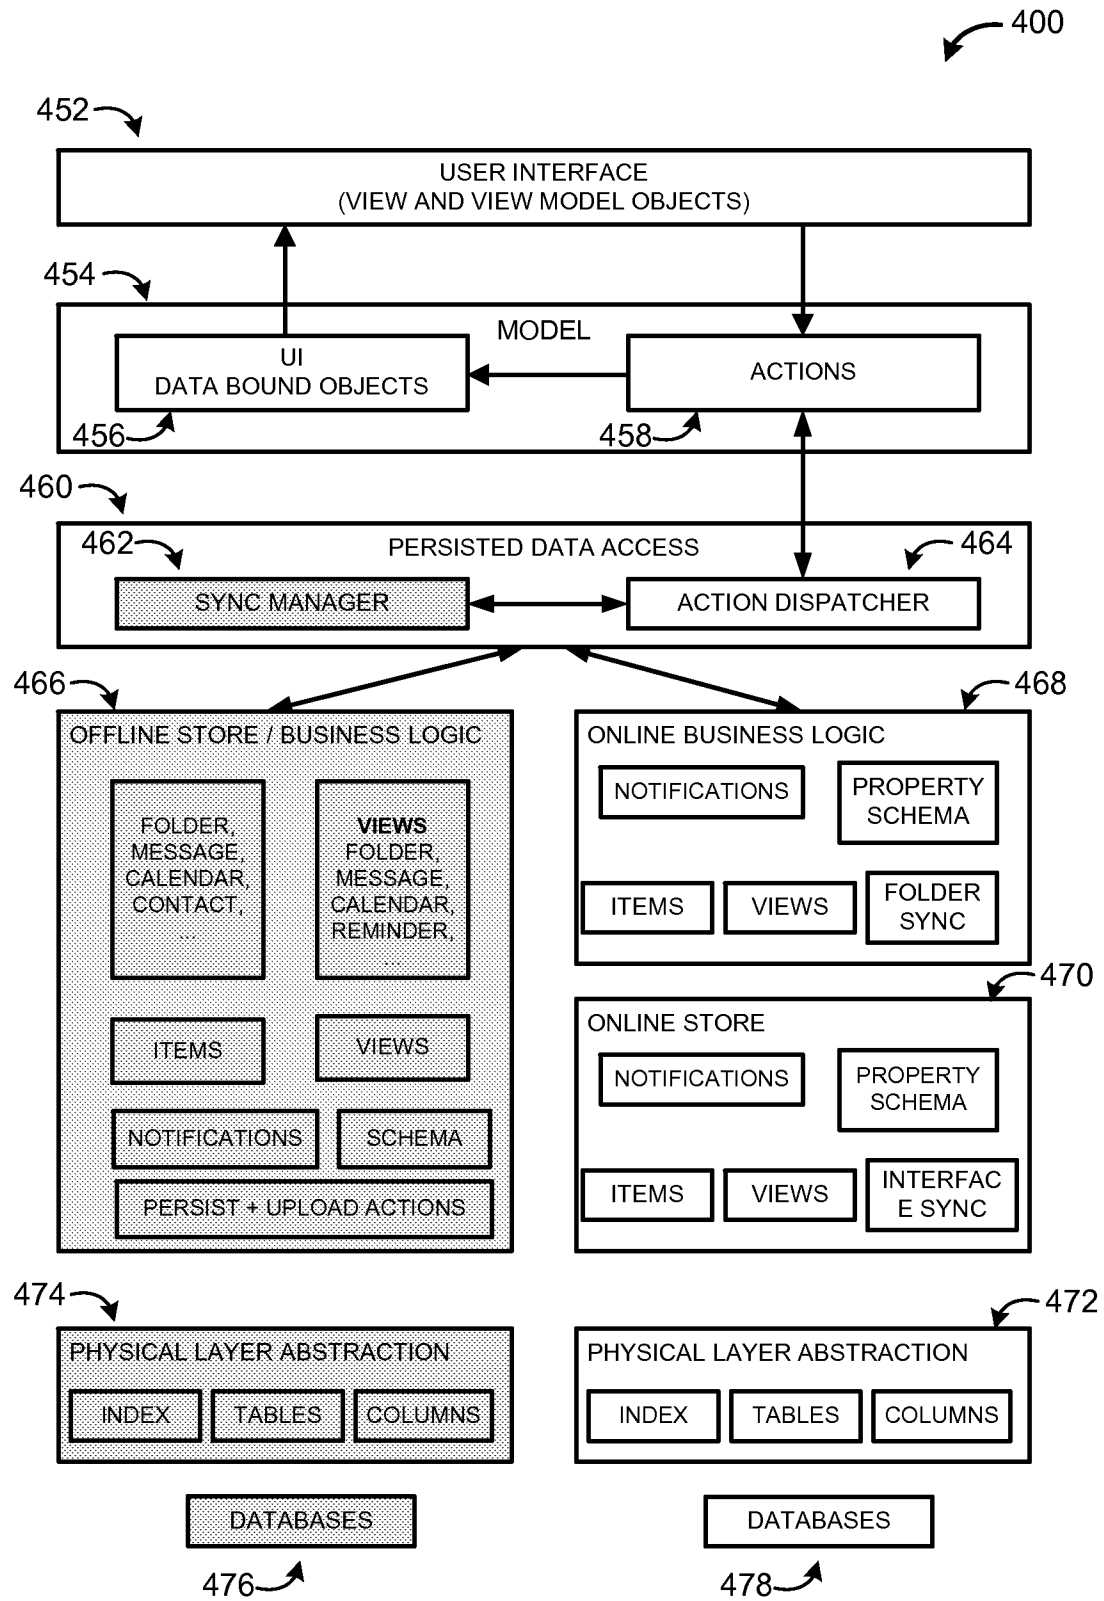 400
452
USER INTERFACE
(VIEW AND VIEW MODEL OBJECTS)
454
MODEL
UI
DATA BOUND OBJECTS
ACTIONS
456
458
460
462
PERSISTED DATA ACCESS
464
SYNC MANAGER
ACTION DISPATCHER
466
468
OFFLINE STORE / BUSINESS LOGIC
FOLDER,
MESSAGE,
CALENDAR,
CONTACT,
...
VIEWS
FOLDER,
MESSAGE,
CALENDAR,
REMINDER,
...
ITEMS
VIEWS
NOTIFICATIONS
SCHEMA
PERSIST + UPLOAD ACTIONS
ONLINE BUSINESS LOGIC
NOTIFICATIONS
PROPERTY
SCHEMA
ITEMS
VIEWS
FOLDER
SYNC
470
ONLINE STORE
NOTIFICATIONS
PROPERTY
SCHEMA
ITEMS
VIEWS
INTERFAC
E SYNC
474
472
PHYSICAL LAYER ABSTRACTION
INDEX
TABLES
COLUMNS
PHYSICAL LAYER ABSTRACTION
INDEX
TABLES
COLUMNS
DATABASES
DATABASES
476
478